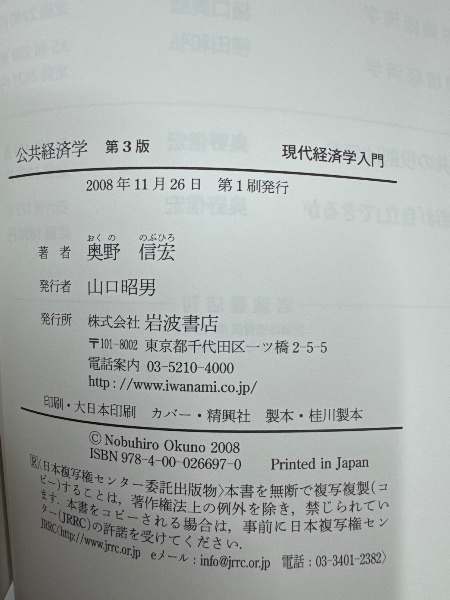 公共経済学 第3版 現代経済学入門
2008年11月26日 第1刷発行
おくの のぶひろ
著者 奥野 信宏
発行者 山口昭男
発行所 株式会社 岩波書店
〒101-8002 東京都千代田区一ツ橋2-5-5
電話案内 03-5210-4000
http://www.iwanami.co.jp/
印刷・大日本印刷 カバー・精興社 製本・桂川製本
© Nobuhiro Okuno 2008
ISBN 978-4-00-026697-0 Printed in Japan
Ⓡ〈日本複写権センター委託出版物〉本書を無断で複写複製(コ
ピー)することは,著作権法上の例外を除き,禁じられてい
ます.本書をコピーされる場合は,事前に日本複写権セン
ター(JRRC)の許諾を受けてください.
JRRC〈http://www.jrrc.or.jp eメール:info@jrrc.or.jp 電話:03-3401-2382〉